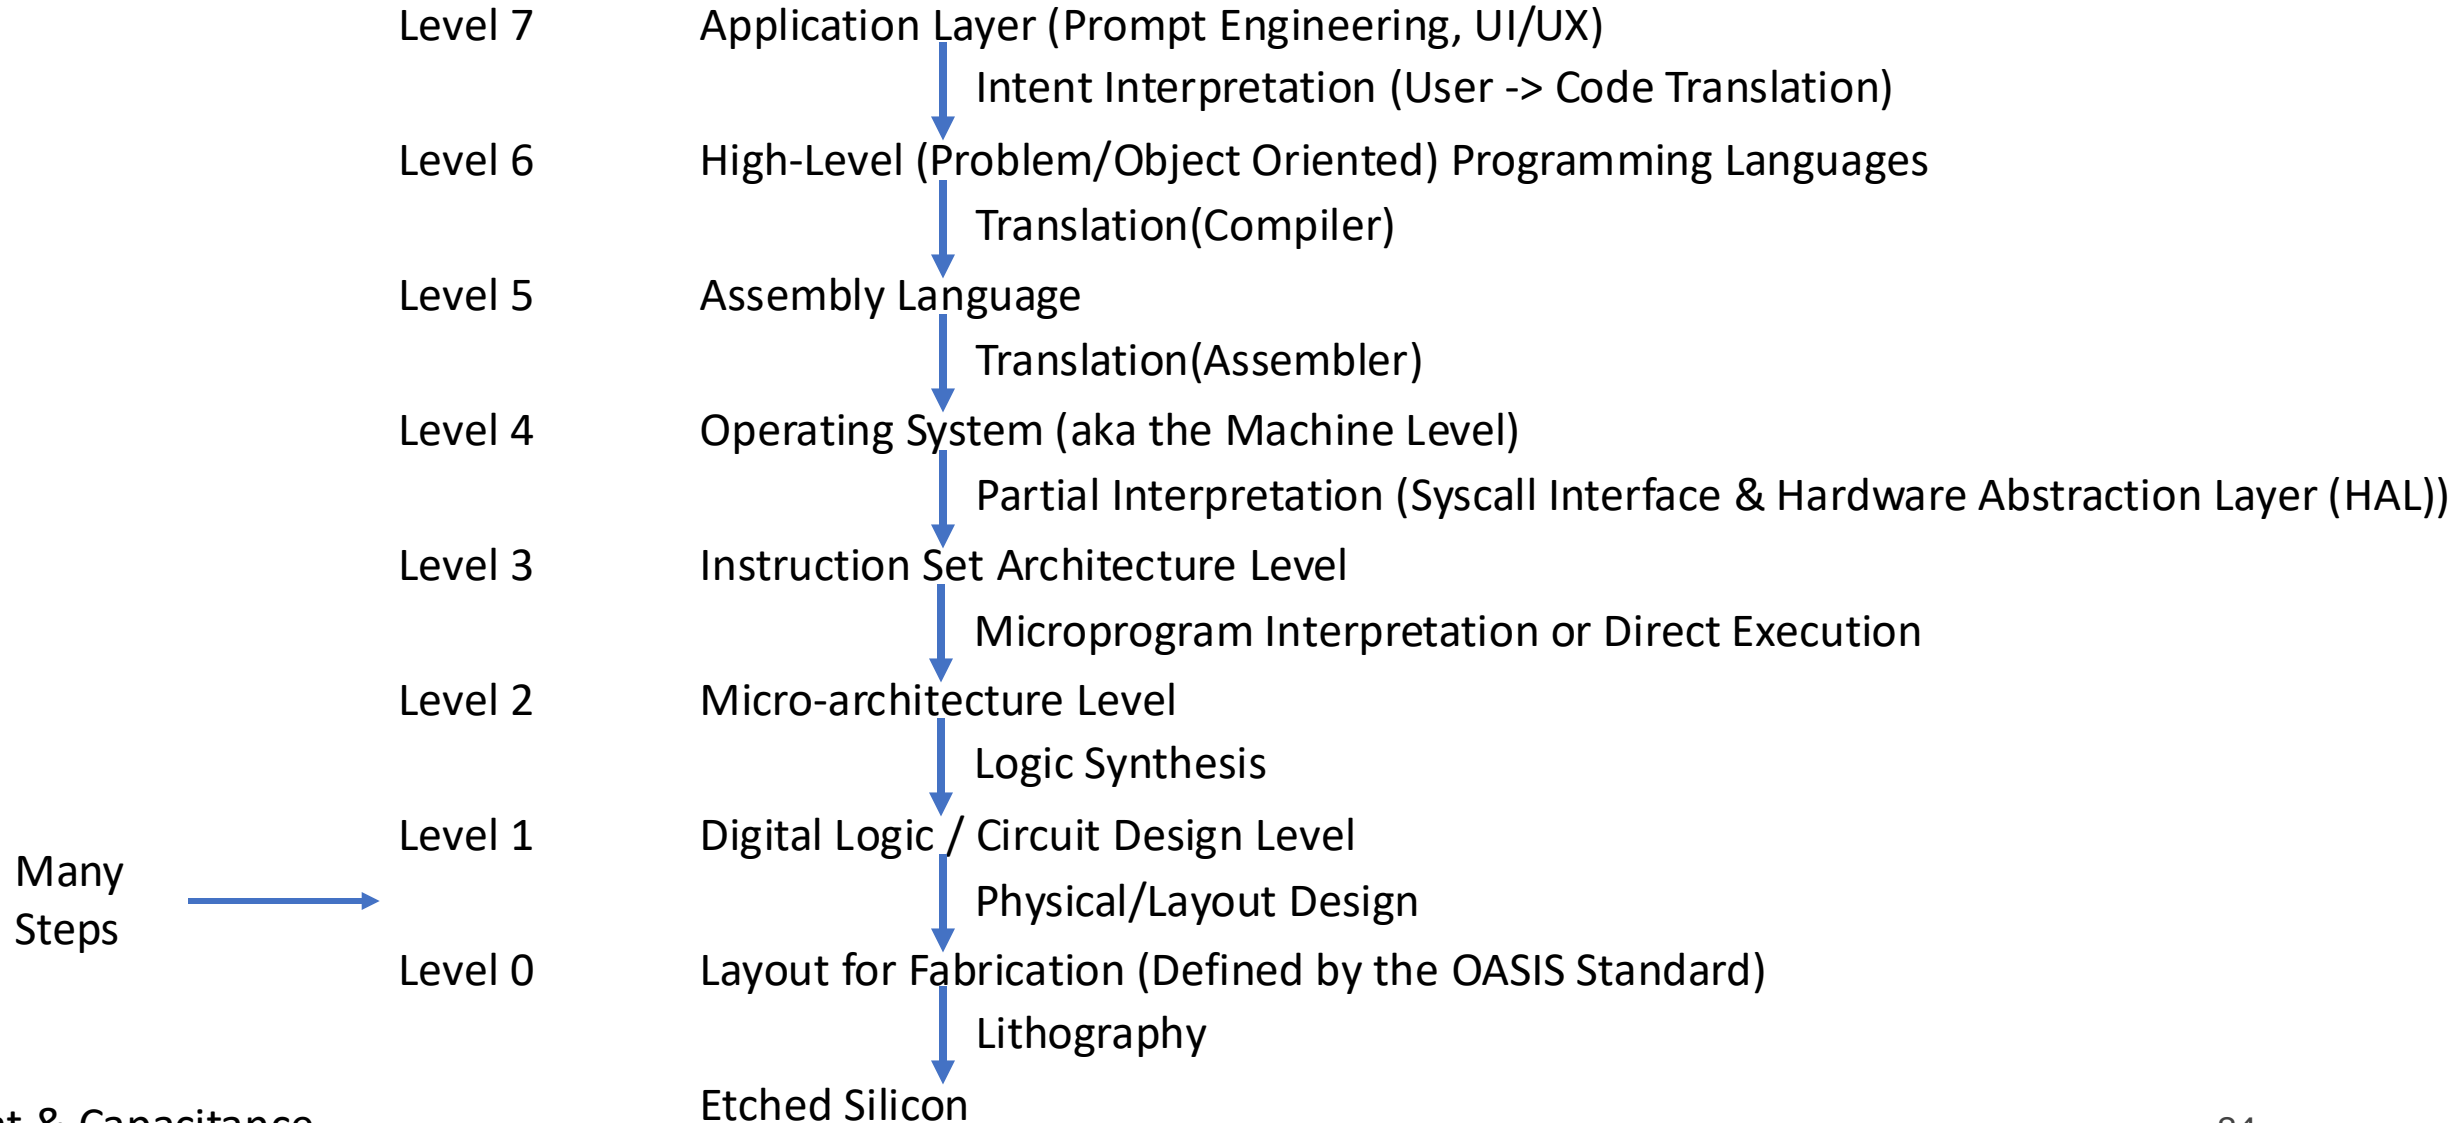 Level 7 Application Layer (Prompt Engineering, UI/UX)
Intent Interpretation (User -> Code Translation)
Level 6 High-Level (Problem/Object Oriented) Programming Languages
Translation(Compiler)
Level 5 Assembly Language
Translation(Assembler)
Level 4 Operating System (aka the Machine Level)
Partial Interpretation (Syscall Interface & Hardware Abstraction Layer (HAL))
Level 3 Instruction Set Architecture Level
Microprogram Interpretation or Direct Execution
Level 2 Micro-architecture Level
Logic Synthesis
Level 1 Digital Logic / Circuit Design Level
Many
Steps
Physical/Layout Design
Level 0 Layout for Fabrication (Defined by the OASIS Standard)
Lithography
Etched Silicon
& Capacitance